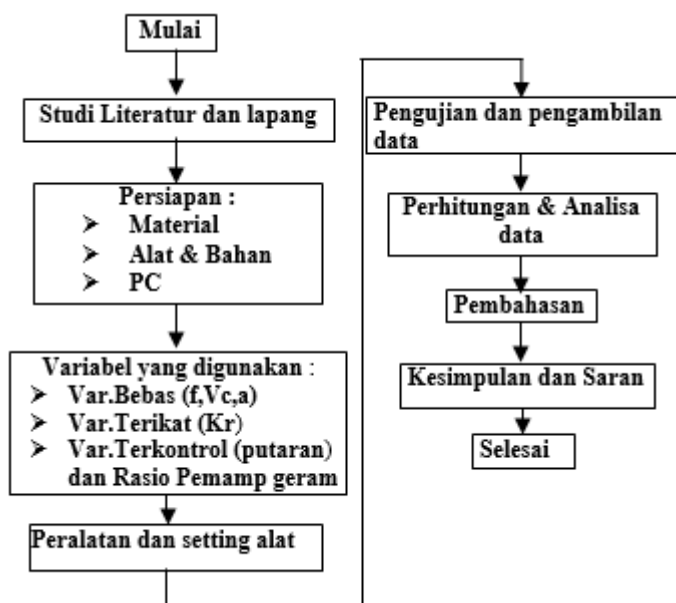 Mulai
Studi Literatur dan lapang
Persiapan :
➤ Material
➤ Alat & Bahan
➤ PC
Variabel yang digunakan :
➤ Var.Bebas (f,Vc,a)
➤ Var.Terikat (Kr)
➤ Var.Terkontrol (putaran)
dan Rasio Pemamp geram
Peralatan dan setting alat
Pengujian dan pengambilan
data
Perhitungan & Analisa
data
Pembahasan
Kesimpulan dan Saran
Selesai